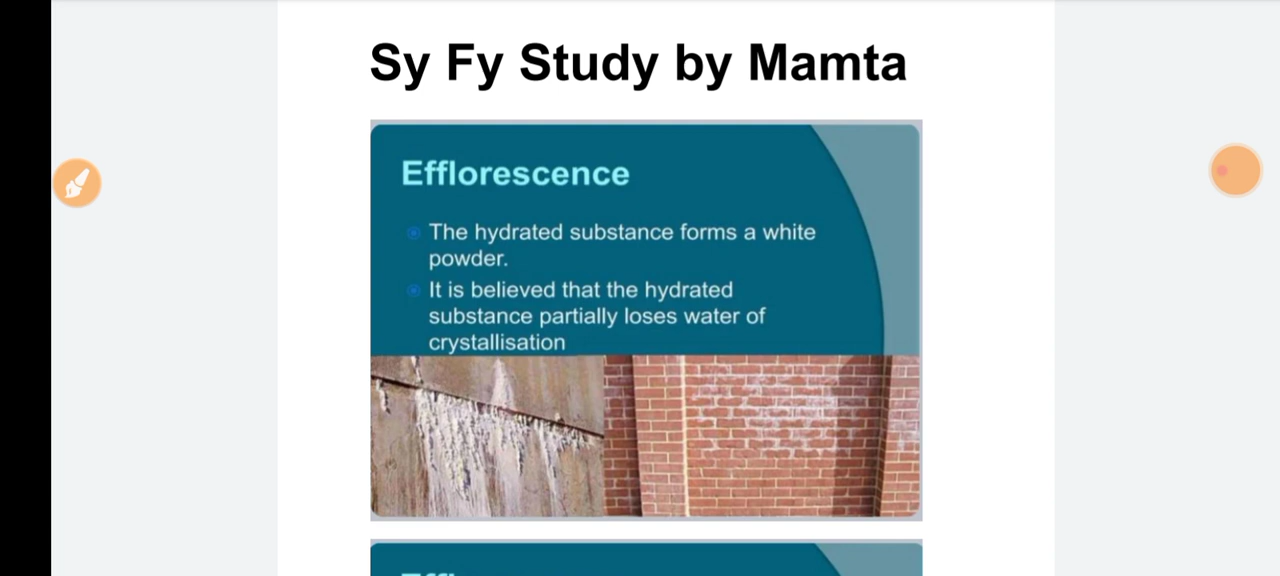 Sy Fy Study by Mamta
Efflorescence
The hydrated substance forms a white
powder.
It is believed that the hydrated
substance partially loses water of
crystallisation